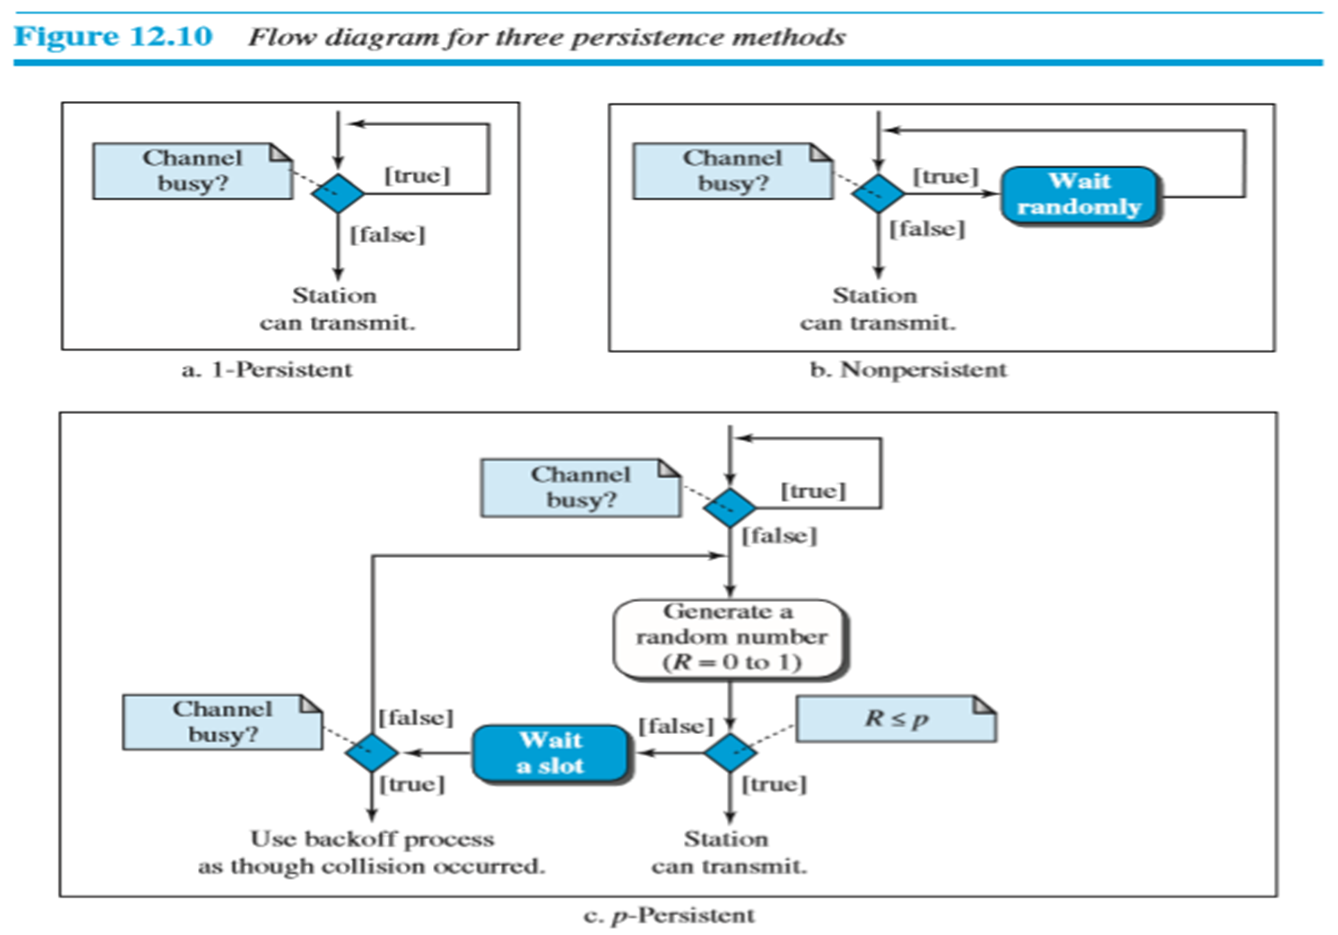 Figure 12.10 Flow diagram for three persistence methods
Channel
busy?
[true]
[false]
Station
can transmit.
a. 1-Persistent
Channel
busy?
[true]
Wait
randomly
[false]
Station
can transmit.
b. Nonpersistent
Channel
busy?
[true]
[false]
Generate a
random number
(R = 0 to 1)
Channel
busy?
[false]
Wait
a slot
[false]
R ≤ p
[true]
[true]
Use backoff process
as though collision occurred.
Station
can transmit.
c. p-Persistent